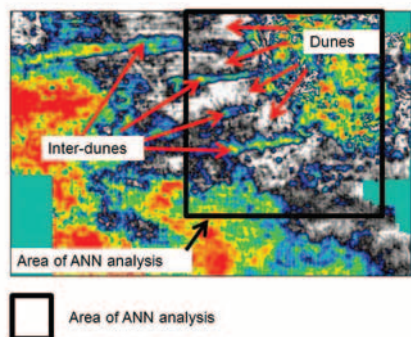 Dunes
Inter-dunes
Area of ANN analysis
Area of ANN analysis